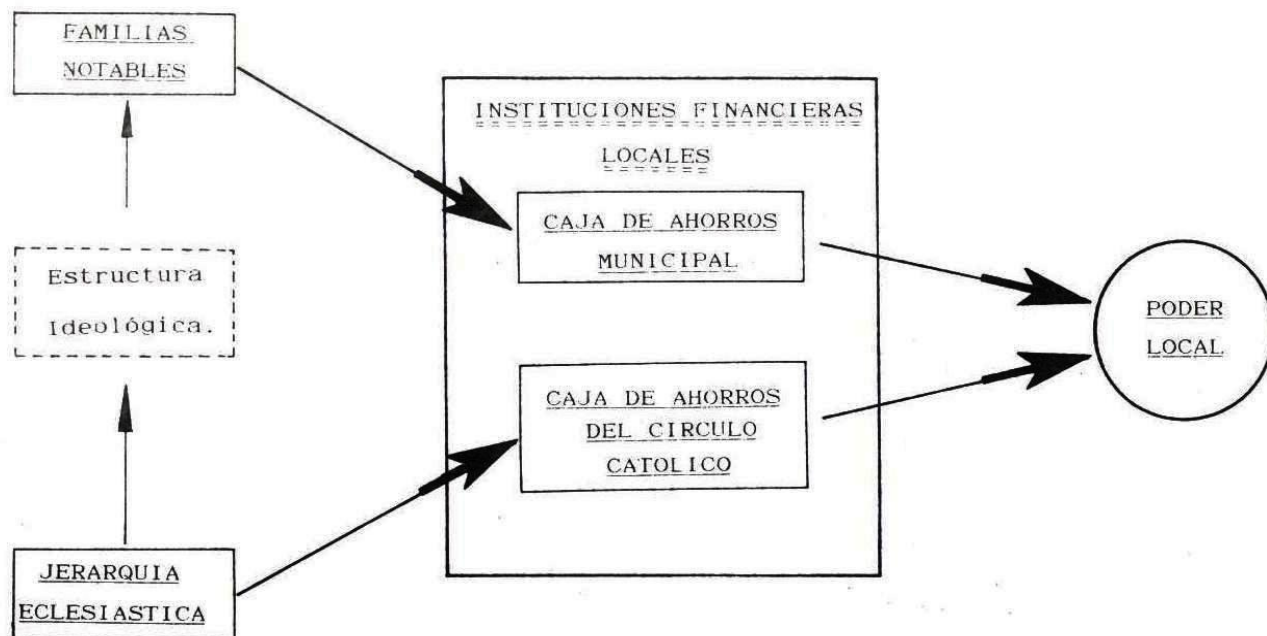 FAMILIAS
NOTABLES
INSTITUCIONES FINANCIERAS
LOCALES
CAJA DE AHORROS
MUNICIPAL
Estructura
Ideológica.
PODER
LOCAL
CAJA DE AHORROS
DEL CIRCULO
CATOLICO
JERARQUIA
ECLESIASTICA